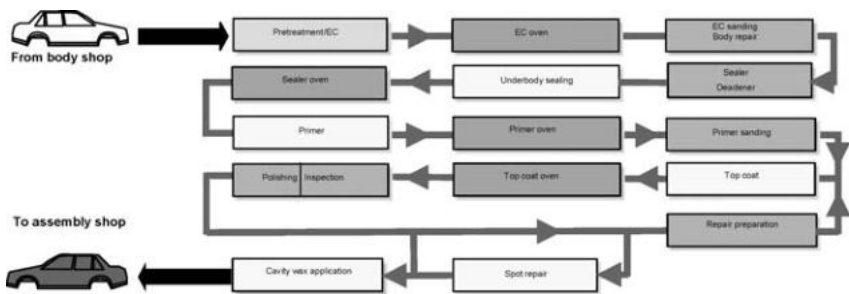 Pretreatment/EC
EC oven
EC sanding
Body repair
From body shop
Sealer oven
Underbody sealing
Sealer
Deadener
Primer
Primer oven
Primer sanding
Polishing
Inspection
Top coat oven
Top coat
To assembly shop
Repair preparation
Cavity wax application
Spot repair